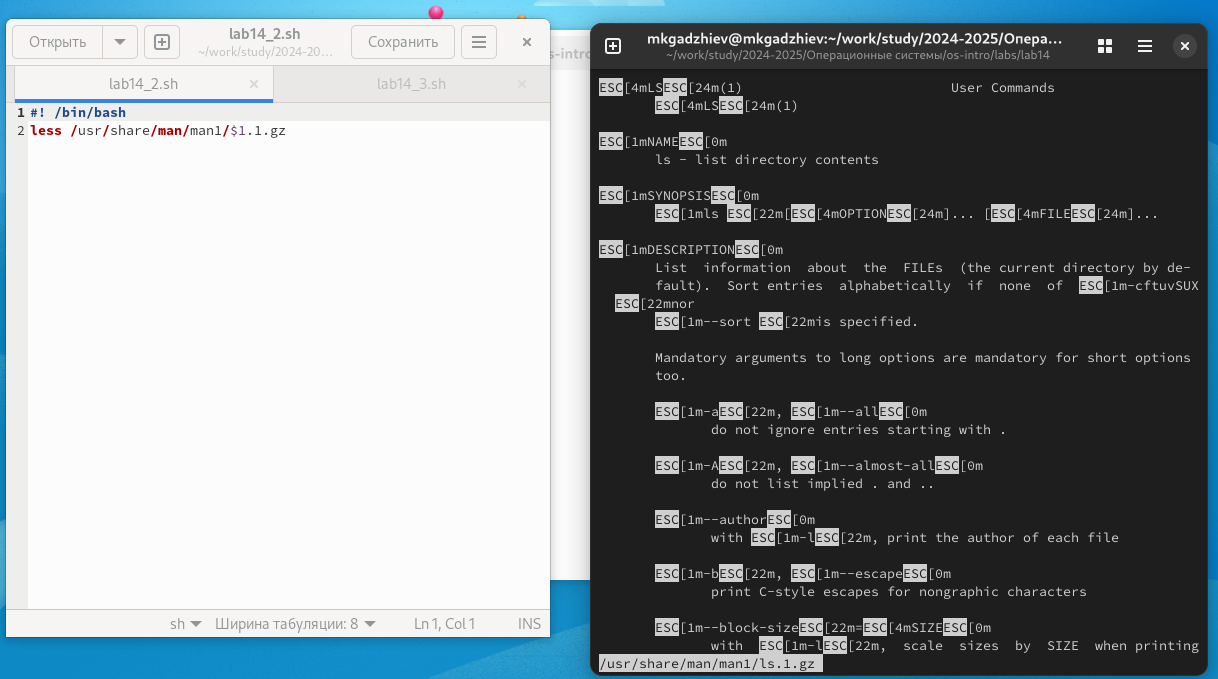 Открыть
lab14_2.sh
~/work/study/2024-20…
Сохранить
lab14_2.sh
lab14_3.sh
1 #! /bin/bash
2 less /usr/share/man/man1/$1.1.gz
sh
Ширина табуляции: 8
Ln 1, Col 1
INS
s-intro
mkgadzhiev@mkgadzhiev:~/work/study/2024-2025/Опера…
~/work/study/2024-2025/Операционные системы/os-intro/labs/lab14
ESC[4mLSESC[24m(1) User Commands
ESC[4mLSESC[24m(1)
ESC[1mNAMEESC[0m
ls - list directory contents
ESC[1mSYNOPSISESC[0m
ESC[1mls ESC[22m[ESC[4mOPTIONESC[24m]... [ESC[4mFILEESC[24m]...
ESC[1mDESCRIPTIONESC[0m
List information about the FILEs (the current directory by de-
fault). Sort entries alphabetically if none of ESC[1m-cftuvSUX
ESC[22mnor
ESC[1m--sort ESC[22mis specified.
Mandatory arguments to long options are mandatory for short options
too.
ESC[1m-aESC[22m, ESC[1m--allESC[0m
do not ignore entries starting with .
ESC[1m-AESC[22m, ESC[1m--almost-allESC[0m
do not list implied . and ..
ESC[1m--authorESC[0m
with ESC[1m-lESC[22m, print the author of each file
ESC[1m-bESC[22m, ESC[1m--escapeESC[0m
print C-style escapes for nongraphic characters
ESC[1m--block-sizeESC[22m=ESC[4mSIZEESC[0m
with ESC[1m-lESC[22m, scale sizes by SIZE when printing
/usr/share/man/man1/ls.1.gz